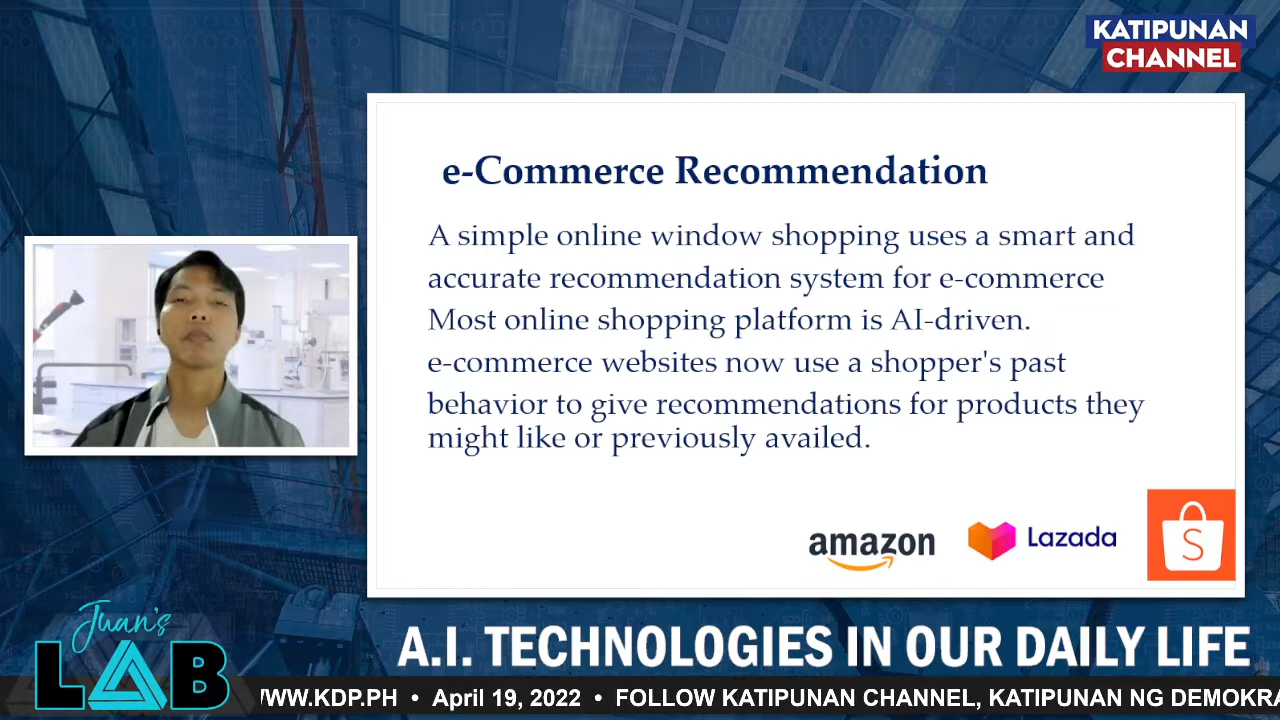 KATIPUNAN
CHANNEL
e-Commerce Recommendation
A simple online window shopping uses a smart and
accurate recommendation system for e-commerce
Most online shopping platform is AI-driven.
e-commerce websites now use a shopper's past
behavior to give recommendations for products they
might like or previously availed.
amazon
Lazada
S
Juan's
LAB
A.I. TECHNOLOGIES IN OUR DAILY LIFE
WWW.KDP.PH • April 19, 2022 • FOLLOW KATIPUNAN CHANNEL, KATIPUNAN NG DEMOKRA